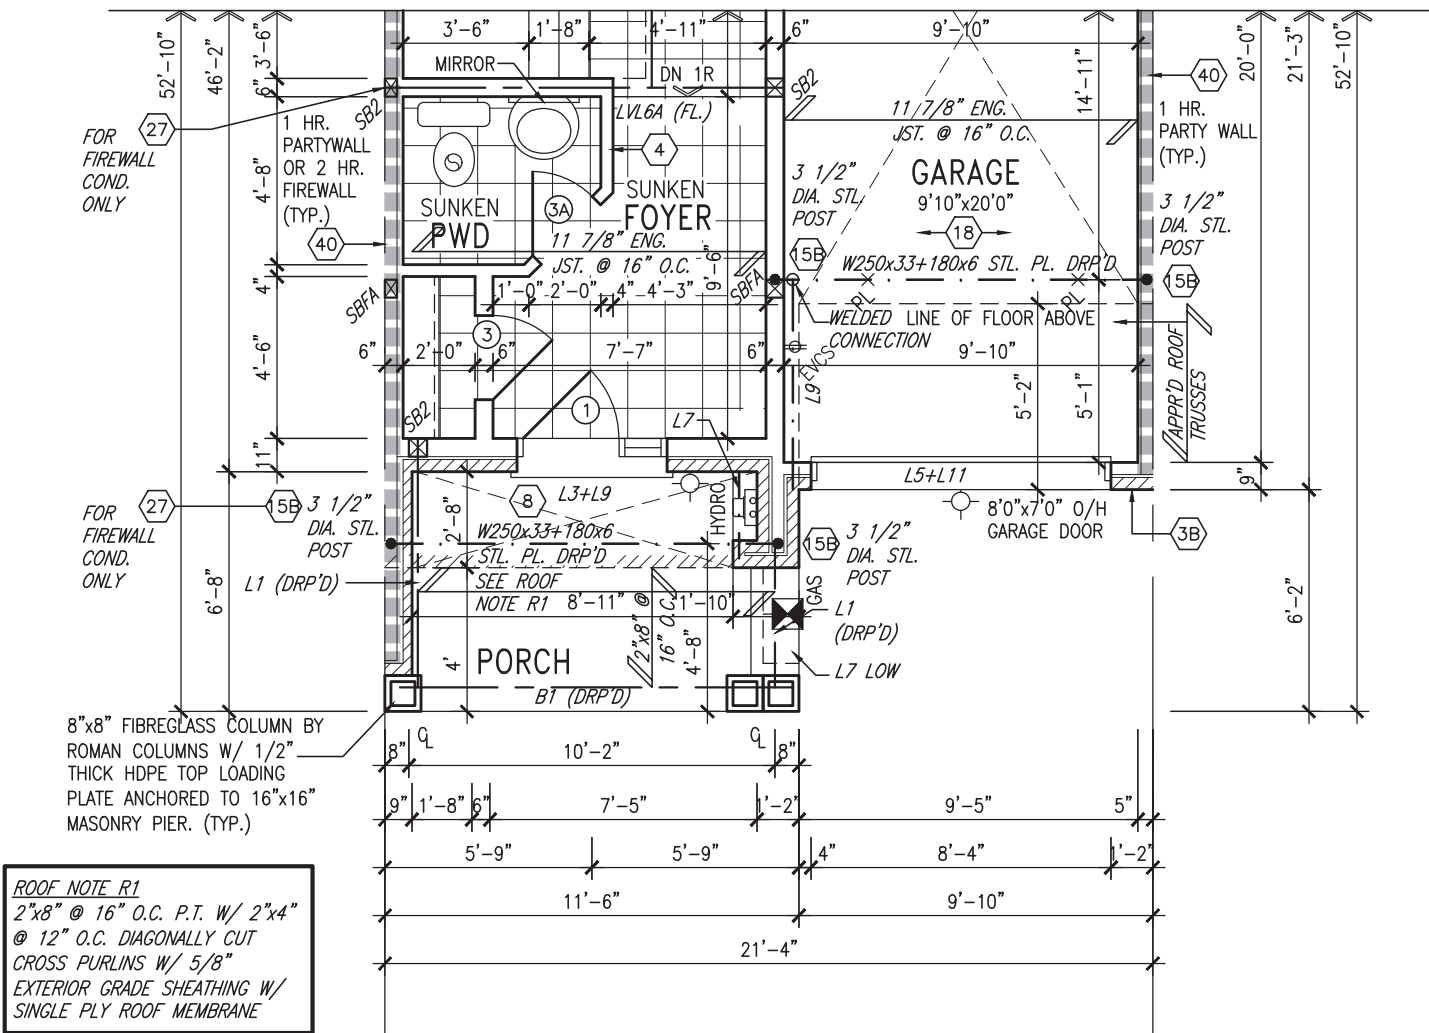 52'-10"
46'-2"
3'-6"
6"
3'-6"
1'-8"
4'-11"
6"
9'-10"
14'-11"
20'-0"
21'-3"
52'-10"
MIRROR
DN 1R
SB2
SB2
LVL6A (FL.)
11 7/8" ENG.
JST. @ 16" O.C.
40
27
FOR
FIREWALL
COND.
ONLY
1 HR.
PARTYWALL
OR 2 HR.
FIREWALL
(TYP.)
40
4'-8"
4
1 HR.
PARTY WALL
(TYP.)
GARAGE
9'10"x20'0"
18
3 1/2"
DIA. STL.
POST
15B
3 1/2"
DIA. STL.
POST
15B
SUNKEN
PWD
3A
SUNKEN
FOYER
11 7/8" ENG.
JST. @ 16" O.C.
9'-6"
W250x33+180x6 STL. PL. DRP'D
PL
PL
4"
SBFA
SBFA
1'-0"
2'-0"
4"
4'-3"
WELDED
CONNECTION
LINE OF FLOOR ABOVE
3
4'-6"
6"
2'-0"
6"
7'-7"
6"
9'-10"
EVCS
L9
5'-2"
5'-1"
APPR'D ROOF
TRUSSES
SB2
1
L7
11"
L5+L11
9"
8'0"x7'0" O/H
GARAGE DOOR
3B
27
15B
3 1/2"
DIA. STL.
POST
FOR
FIREWALL
COND.
ONLY
8
L3+L9
HYDRO
2'-8"
W250x33+180x6
STL. PL. DRP'D
SEE ROOF
NOTE R1
15B
3 1/2"
DIA. STL.
POST
L1 (DRP'D)
6'-8"
8'-11"
1'-10"
2"x8" @
16" O.C.
4'-8"
GAS
L1
(DRP'D)
L7 LOW
6'-2"
4'
PORCH
B1 (DRP'D)
8"x8" FIBREGLASS COLUMN BY
ROMAN COLUMNS W/ 1/2"
THICK HDPE TOP LOADING
PLATE ANCHORED TO 16"x16"
MASONRY PIER. (TYP.)
CL
CL
8"
10'-2"
8"
9"
1'-8"
6"
7'-5"
1'-2"
9'-5"
5"
5'-9"
5'-9"
4"
8'-4"
1'-2"
11'-6"
9'-10"
21'-4"
ROOF NOTE R1
2"x8" @ 16" O.C. P.T. W/ 2"x4"
@ 12" O.C. DIAGONALLY CUT
CROSS PURLINS W/ 5/8"
EXTERIOR GRADE SHEATHING W/
SINGLE PLY ROOF MEMBRANE